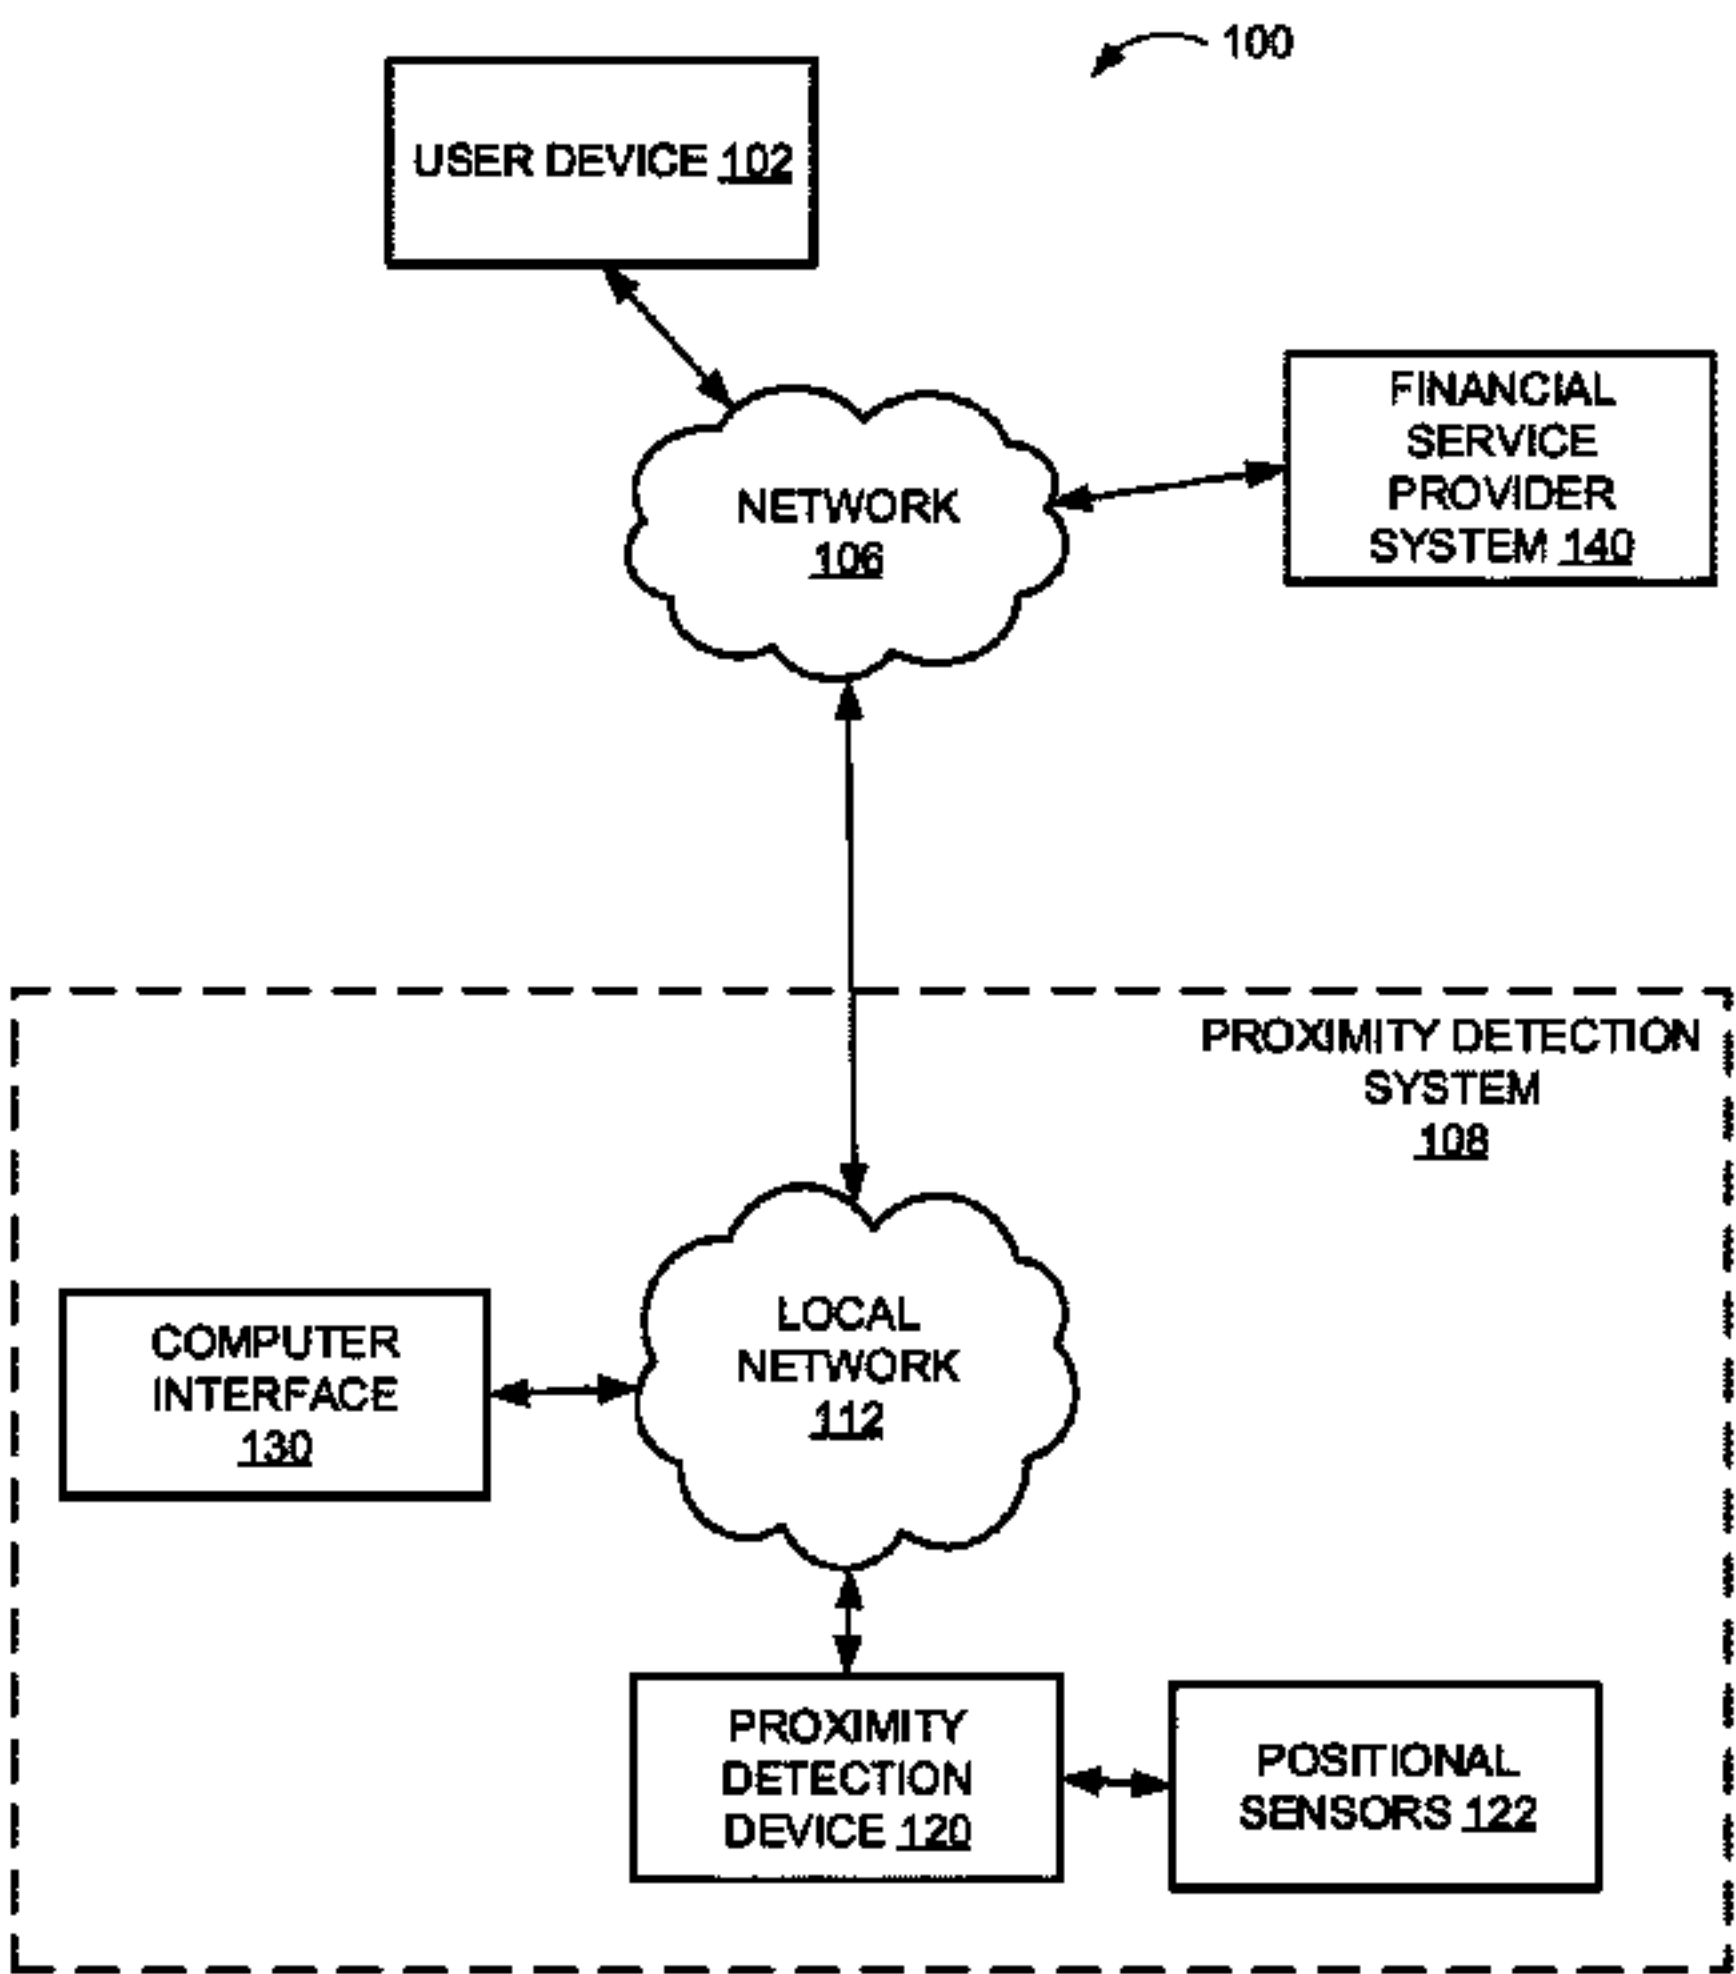 100
USER DEVICE 102
FINANCIAL
SERVICE
PROVIDER
SYSTEM 140
NETWORK
106
PROXIMITY DETECTION
SYSTEM
108
LOCAL
NETWORK
112
COMPUTER
INTERFACE
130
PROXIMITY
DETECTION
DEVICE 120
POSITIONAL
SENSORS 122